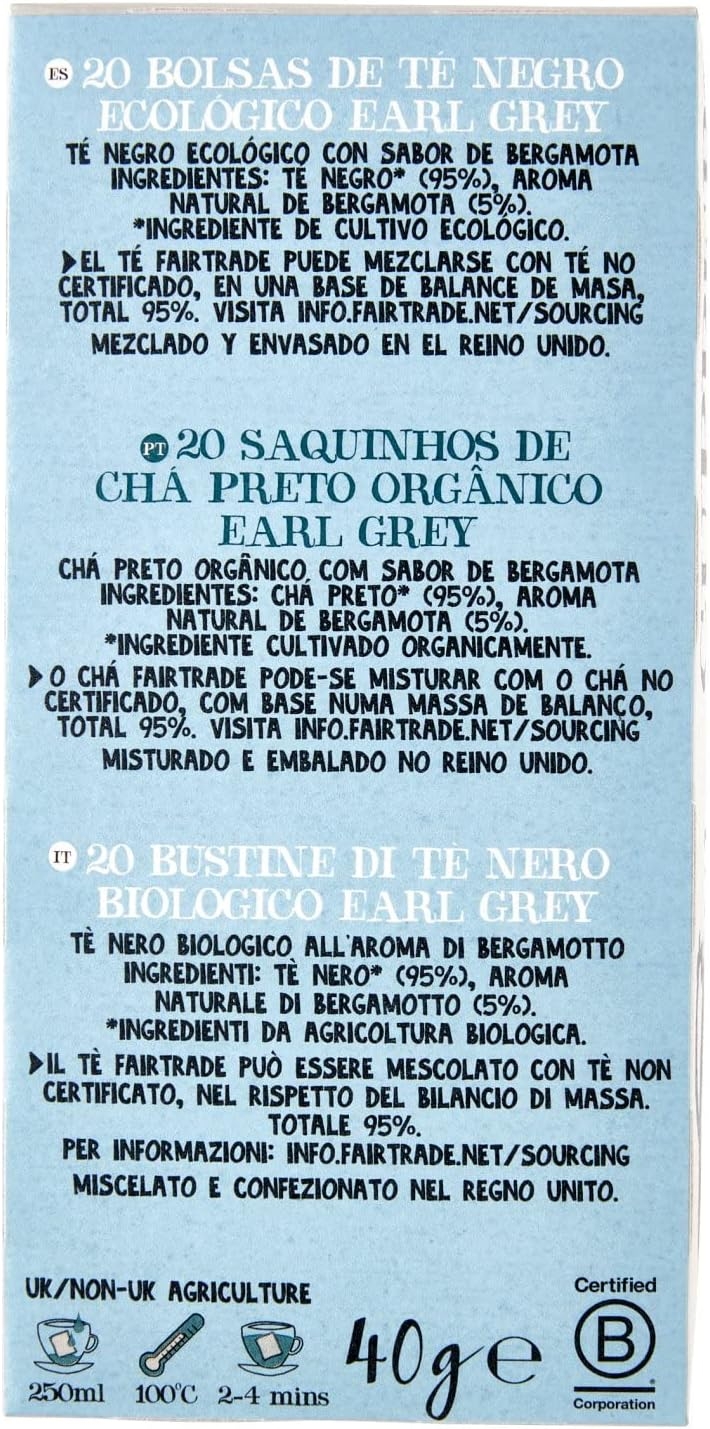 ES 20 BOLSAS DE TÉ NEGRO
ECOLÓGICO EARL GREY
TÉ NEGRO ECOLÓGICO CON SABOR DE BERGAMOTA
INGREDIENTES: TÉ NEGRO* (95%), AROMA
NATURAL DE BERGAMOTA (5%).
*INGREDIENTE DE CULTIVO ECOLÓGICO.
▶EL TÉ FAIRTRADE PUEDE MEZCLARSE CON TÉ NO
CERTIFICADO, EN UNA BASE DE BALANCE DE MASA,
TOTAL 95%. VISITA INFO.FAIRTRADE.NET/SOURCING
MEZCLADO Y ENVASADO EN EL REINO UNIDO.
PT 20 SAQUINHOS DE
CHÁ PRETO ORGÂNICO
EARL GREY
CHÁ PRETO ORGÂNICO COM SABOR DE BERGAMOTA
INGREDIENTES: CHÁ PRETO* (95%), AROMA
NATURAL DE BERGAMOTA (5%).
*INGREDIENTE CULTIVADO ORGANICAMENTE.
▶O CHÁ FAIRTRADE PODE-SE MISTURAR COM O CHÁ NO
CERTIFICADO, COM BASE NUMA MASSA DE BALANÇO,
TOTAL 95%. VISITA INFO.FAIRTRADE.NET/SOURCING
MISTURADO E EMBALADO NO REINO UNIDO.
IT 20 BUSTINE DI TÈ NERO
BIOLOGICO EARL GREY
TÈ NERO BIOLOGICO ALL'AROMA DI BERGAMOTTO
INGREDIENTI: TÈ NERO* (95%), AROMA
NATURALE DI BERGAMOTTO (5%).
*INGREDIENTI DA AGRICOLTURA BIOLOGICA.
▶IL TÈ FAIRTRADE PUÒ ESSERE MESCOLATO CON TÈ NON
CERTIFICATO, NEL RISPETTO DEL BILANCIO DI MASSA.
TOTALE 95%.
PER INFORMAZIONI: INFO.FAIRTRADE.NET/SOURCING
MISCELATO E CONFEZIONATO NEL REGNO UNITO.
UK/NON-UK AGRICULTURE
250ml 100°C 2-4 mins
40g e
Certified
B
Corporation